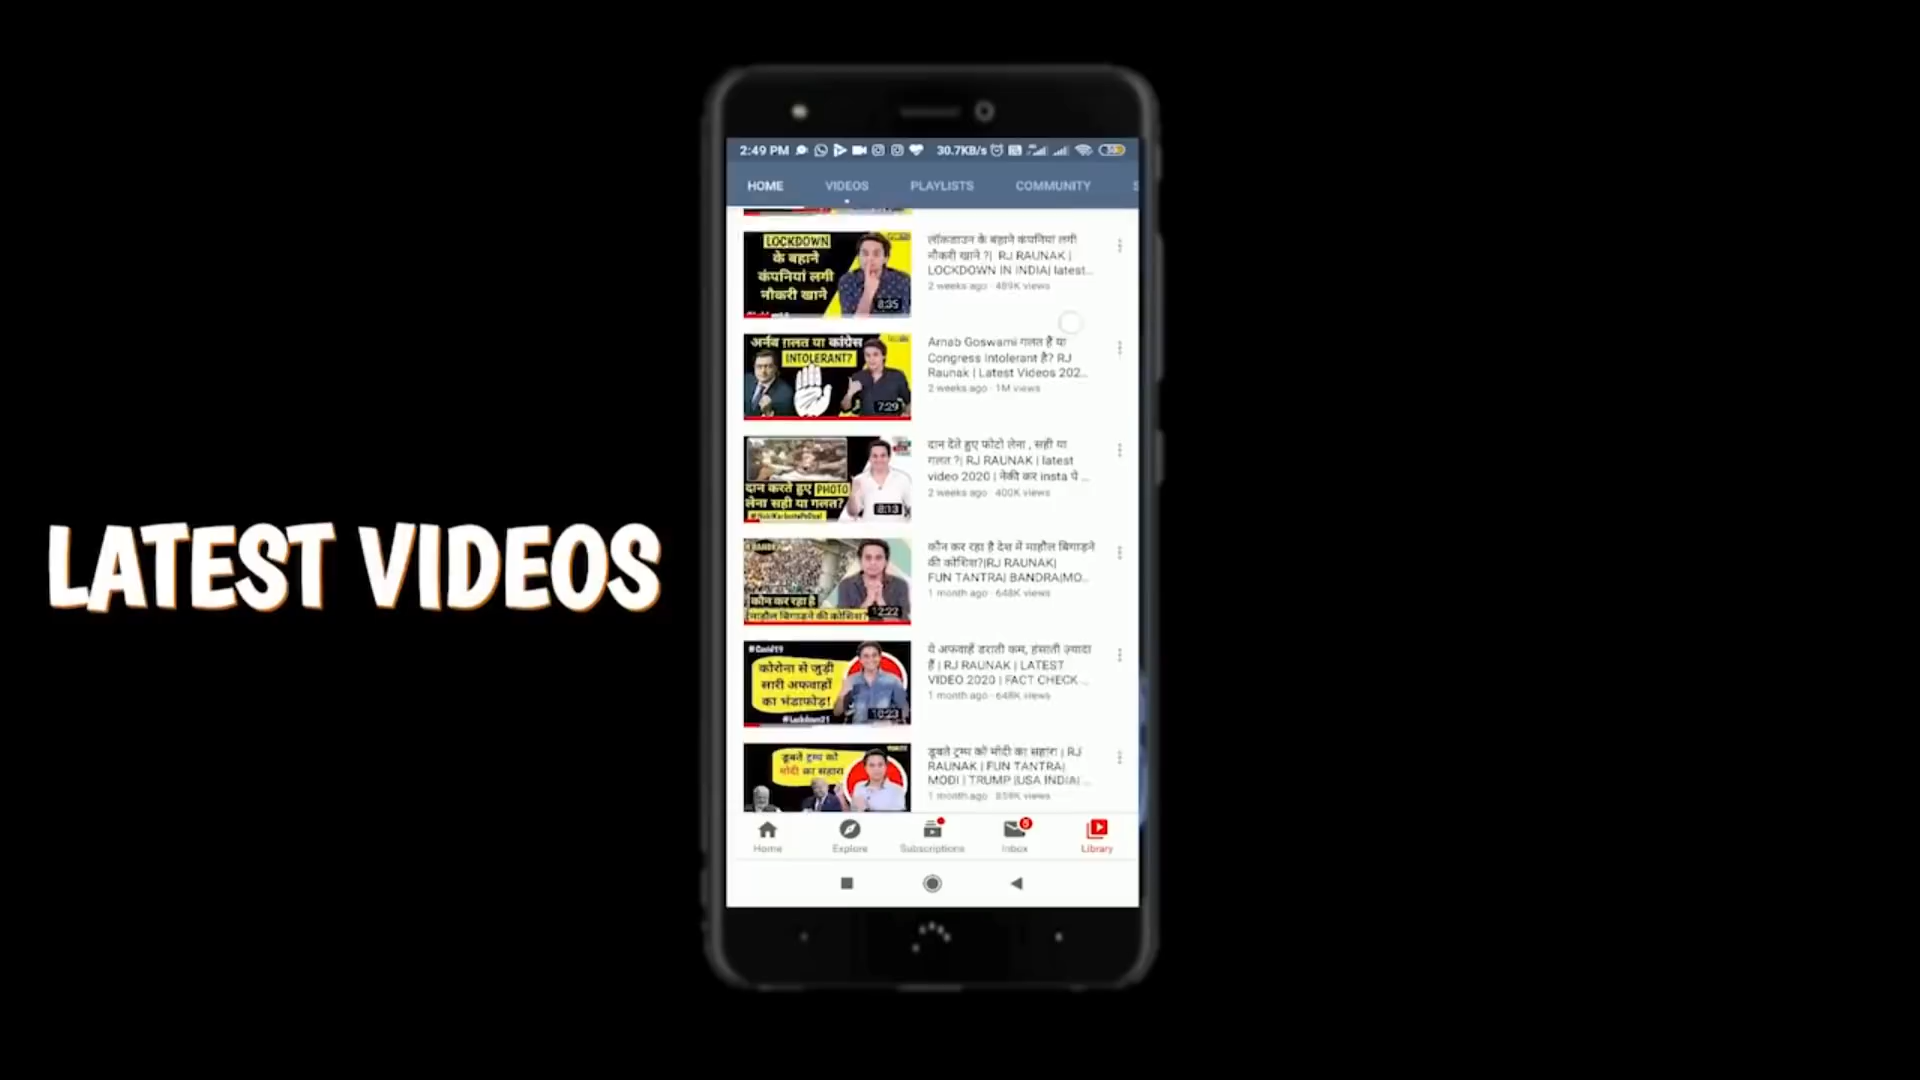 2:49 PM 30.7KB/s
HOME VIDEOS PLAYLISTS COMMUNITY S
LOCKDOWN
के बहाने
कंपनियां लगी
नौकरी खाने
8:35
लॉकडाउन के बहाने कंपनियां लगी
नौकरी खाने ?| RJ RAUNAK |
LOCKDOWN IN INDIA| latest...
2 weeks ago · 489K views
अर्नब ग़लत या कांग्रेस
INTOLERANT?
7:29
Arnab Goswami गलत हैं या
Congress Intolerant है? RJ
Raunak | Latest Videos 202...
2 weeks ago · 1M views
दान करते हुए PHOTO
लेना सही या गलत?
8:13
दान देते हुए फोटो लेना , सही या
गलत ?| RJ RAUNAK | latest
video 2020 | नेकी कर insta पे ...
2 weeks ago · 400K views
LATEST VIDEOS
कौन कर रहा है
माहौल बिगाड़ने की कोशिश?
12:22
कौन कर रहा है देश में माहौल बिगाड़ने
की कोशिश?|RJ RAUNAK|
FUN TANTRA| BANDRA|MO...
1 month ago · 648K views
#Covid19
कोरोना से जुड़ी
सारी अफवाहों
का भंडाफोड़!
#Lockdown21
10:23
ये अफवाहें डराती कम, हंसाती ज़्यादा
हैं | RJ RAUNAK | LATEST
VIDEO 2020 | FACT CHECK ...
1 month ago · 648K views
डूबते ट्रम्प को
मोदी का सहारा
डूबते ट्रम्प को मोदी का सहारा | RJ
RAUNAK | FUN TANTRA|
MODI | TRUMP |USA INDIA| ...
1 month ago · 859K views
Home Explore Subscriptions Inbox Library